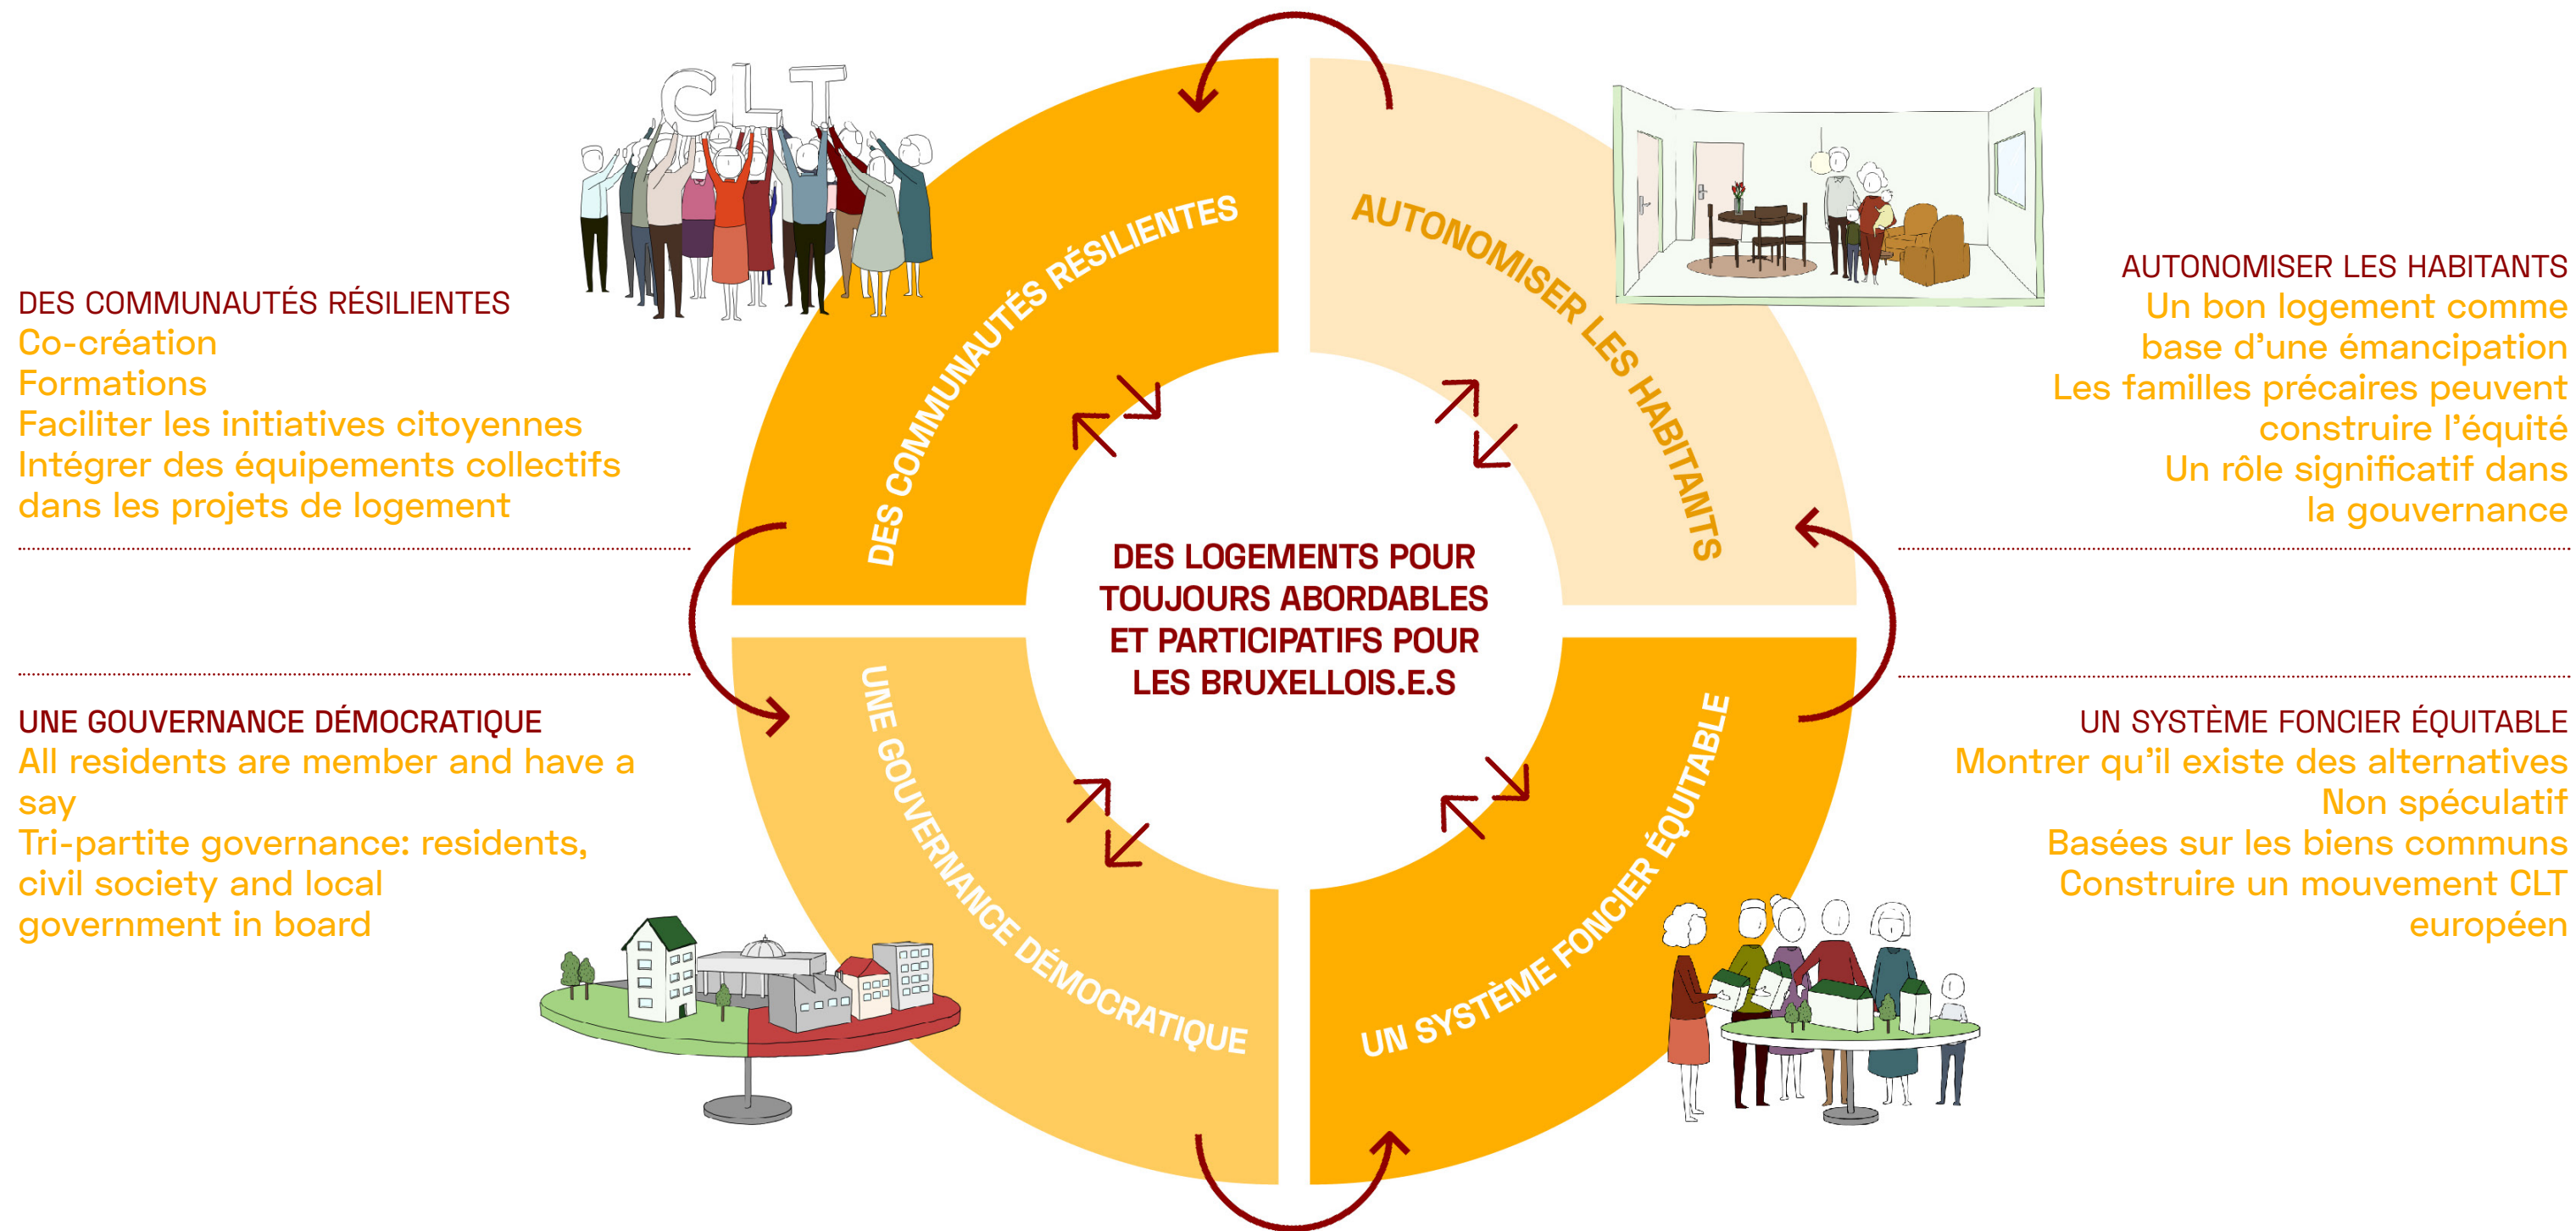 CLT
DES COMMUNAUTÉS RÉSILIENTES
Co-création
Formations
Faciliter les initiatives citoyennes
Intégrer des équipements collectifs
dans les projets de logement
UNE GOUVERNANCE DÉMOCRATIQUE
All residents are member and have a
say
Tri-partite governance: residents,
civil society and local
government in board
DES COMMUNAUTÉS RÉSILIENTES
AUTONOMISER LES HABITANTS
DES LOGEMENTS POUR
TOUJOURS ABORDABLES
ET PARTICIPATIFS POUR
LES BRUXELLOIS.E.S
UNE GOUVERNANCE DÉMOCRATIQUE
UN SYSTÈME FONCIER ÉQUITABLE
AUTONOMISER LES HABITANTS
Un bon logement comme
base d'une émancipation
Les familles précaires peuvent
construire l'équité
Un rôle significatif dans
la gouvernance
UN SYSTÈME FONCIER ÉQUITABLE
Montrer qu'il existe des alternatives
Non spéculatif
Basées sur les biens communs
Construire un mouvement CLT
européen